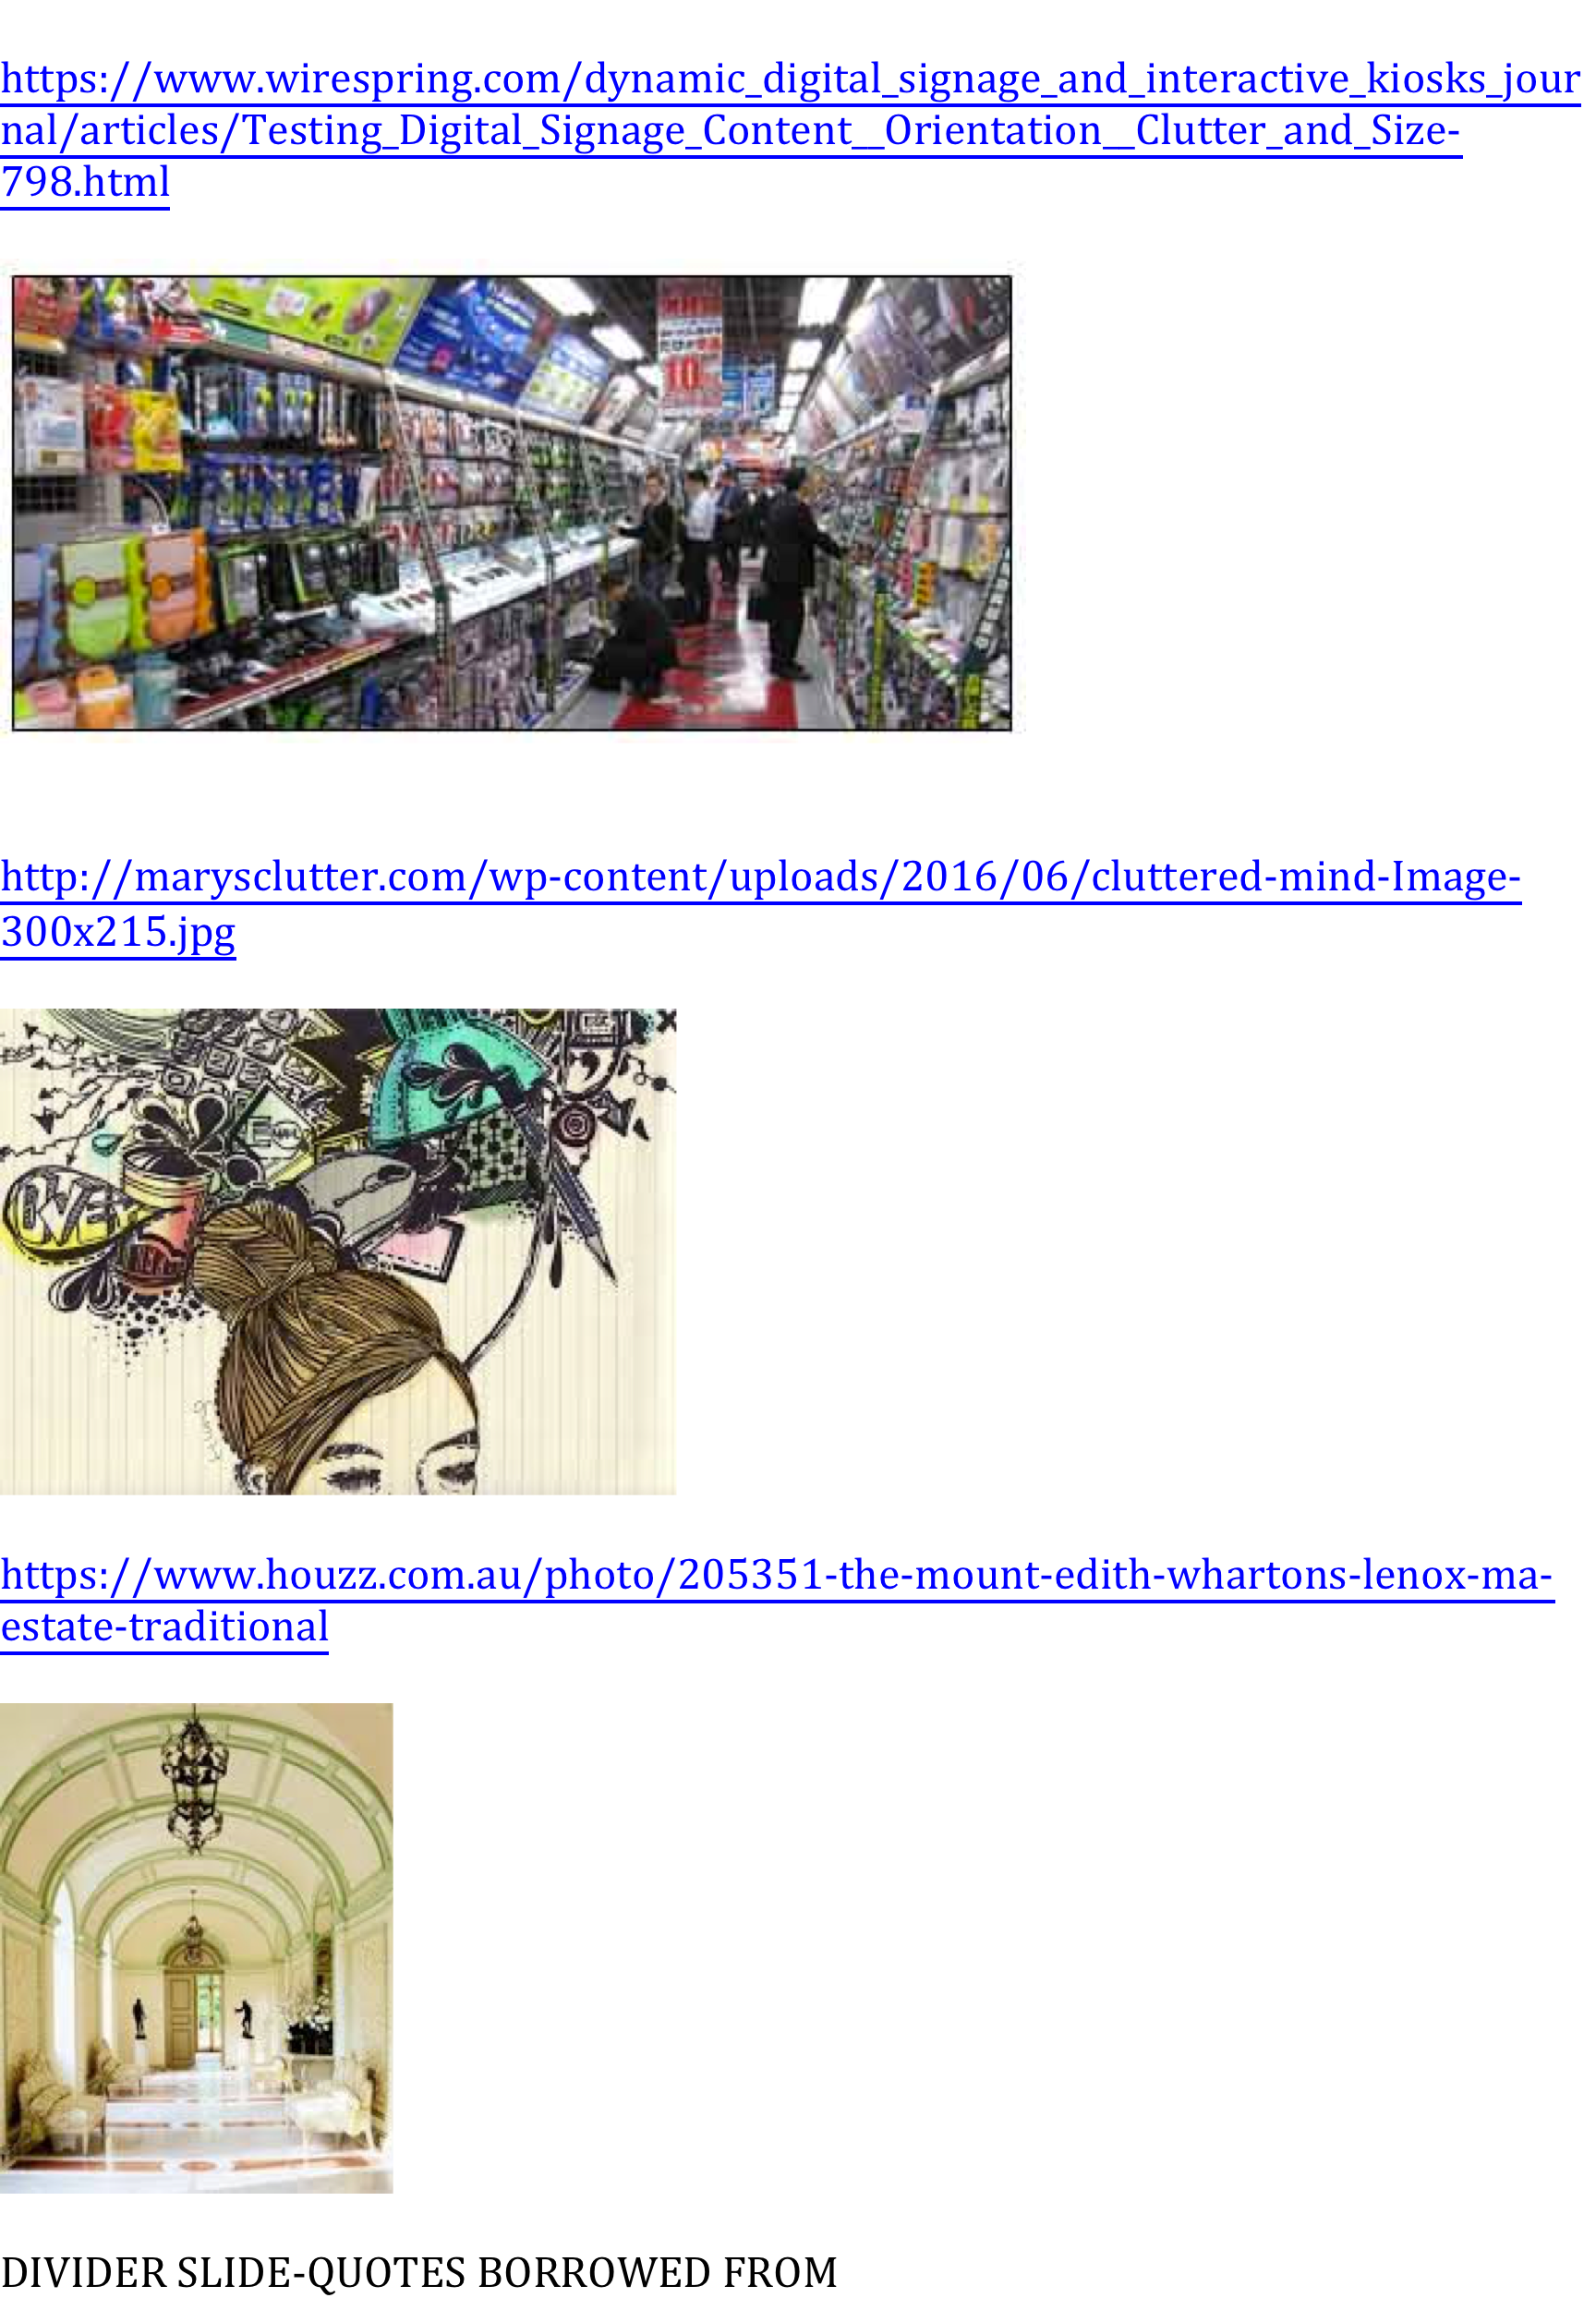 https://www.wirespring.com/dynamic_digital_signage_and_interactive_kiosks_jour
nal/articles/Testing_Digital_Signage_Content__Orientation__Clutter_and_Size-
798.html
10
http://marysclutter.com/wp-content/uploads/2016/06/cluttered-mind-Image-
300x215.jpg
https://www.houzz.com.au/photo/205351-the-mount-edith-whartons-lenox-ma-
estate-traditional
DIVIDER SLIDE-QUOTES BORROWED FROM